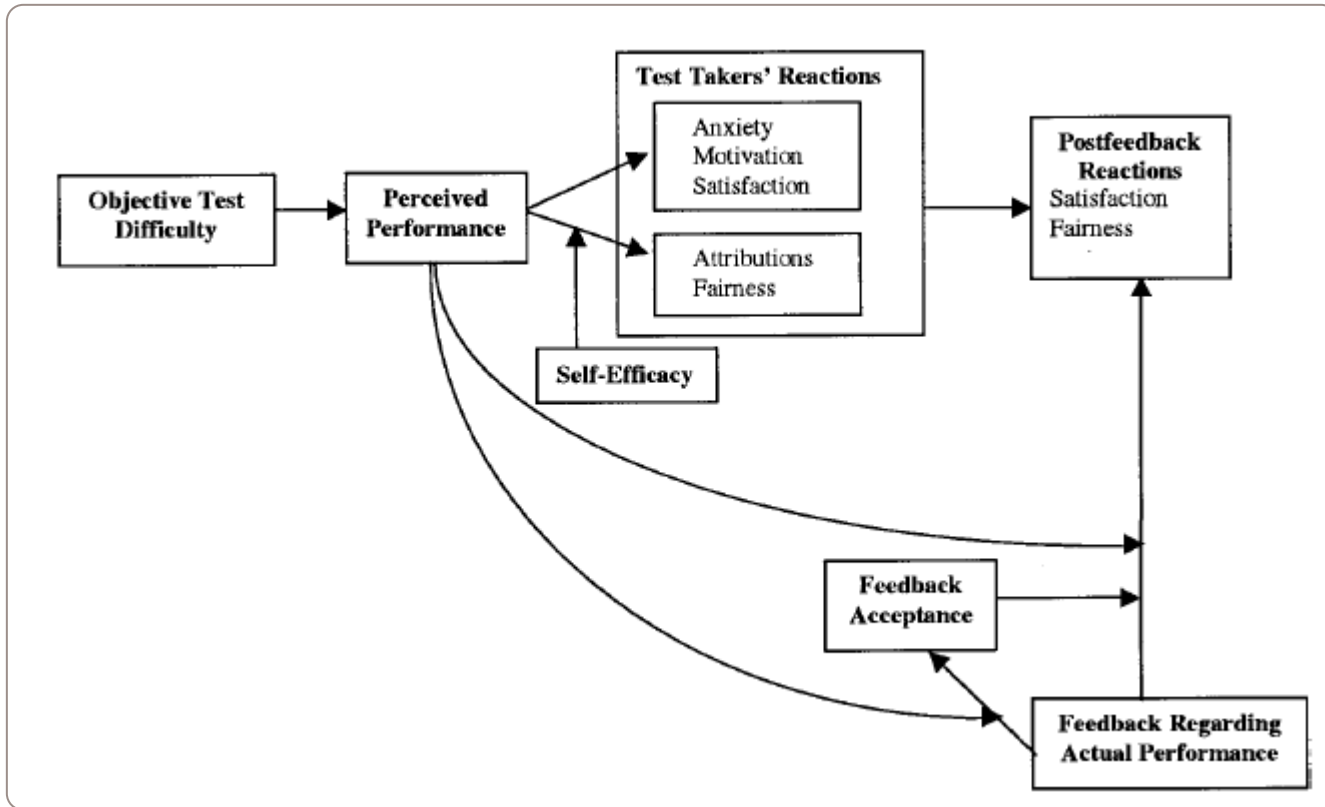 Test Takers' Reactions
Anxiety
Motivation
Satisfaction
Attributions
Fairness
Objective Test
Difficulty
Perceived
Performance
Self-Efficacy
Postfeedback
Reactions
Satisfaction
Fairness
Feedback
Acceptance
Feedback Regarding
Actual Performance